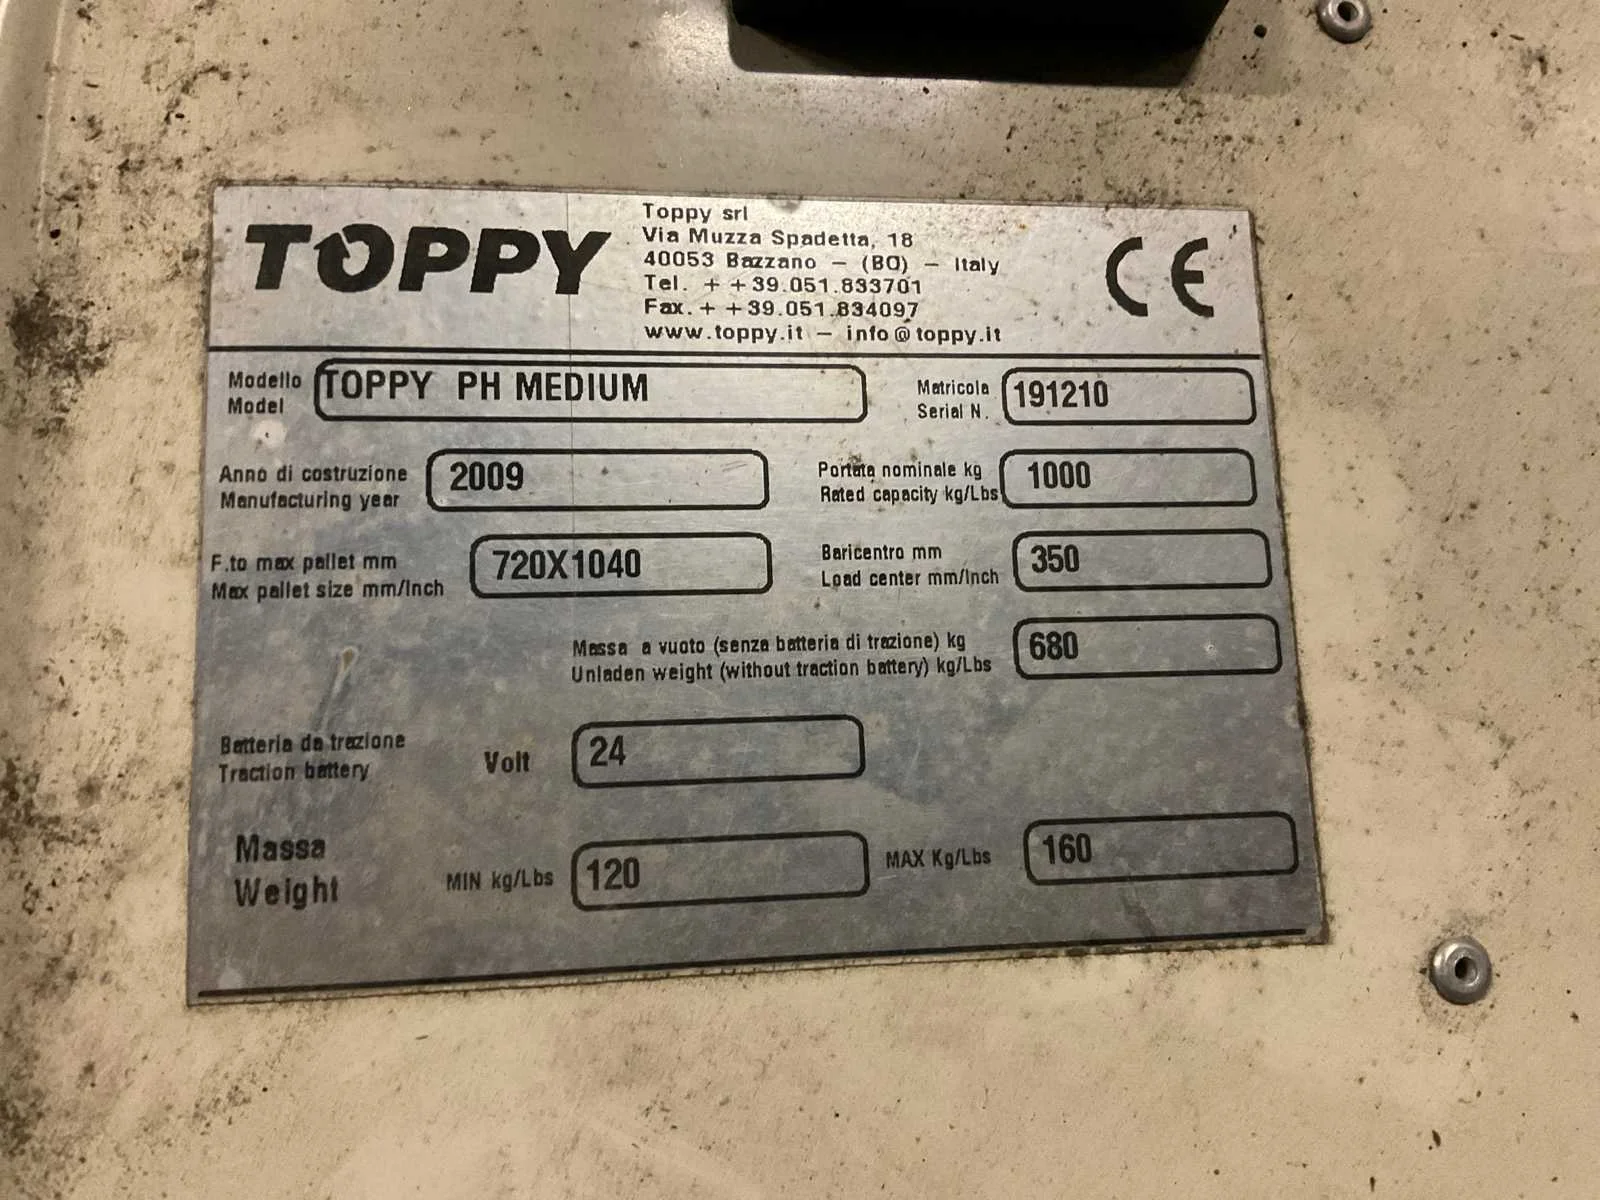 TOPPY
Toppy srl
Via Muzza Spadetta, 18
40053 Bazzano – (BO) – Italy
Tel. ++39.051.833701
Fax.++39.051.834097
www.toppy.it – info@toppy.it
CE
Modello
Model
TOPPY PH MEDIUM
Matricola
Serial N.
191210
Anno di costruzione
Manufacturing year
2009
Portata nominale kg
Rated capacity kg/Lbs
1000
F.to max pallet mm
Max pallet size mm/Inch
720X1040
Baricentro mm
Load center mm/Inch
350
Massa a vuoto (senza batteria di trazione) kg
Unladen weight (without traction battery) kg/Lbs
680
Batteria da trazione
Traction battery
Volt
24
Massa
Weight
MIN kg/Lbs
120
MAX Kg/Lbs
160